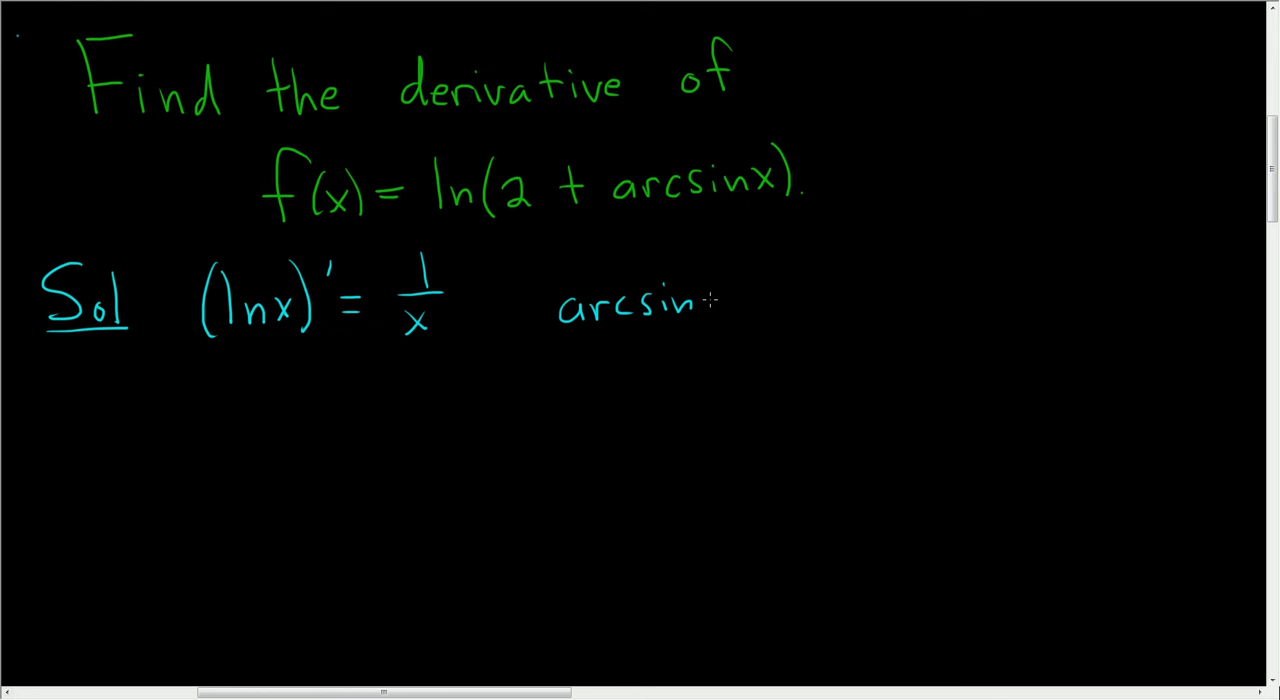 Find the derivative of
f(x) = ln(2 + arcsinx).
Sol (lnx)' = 1/x arcsin